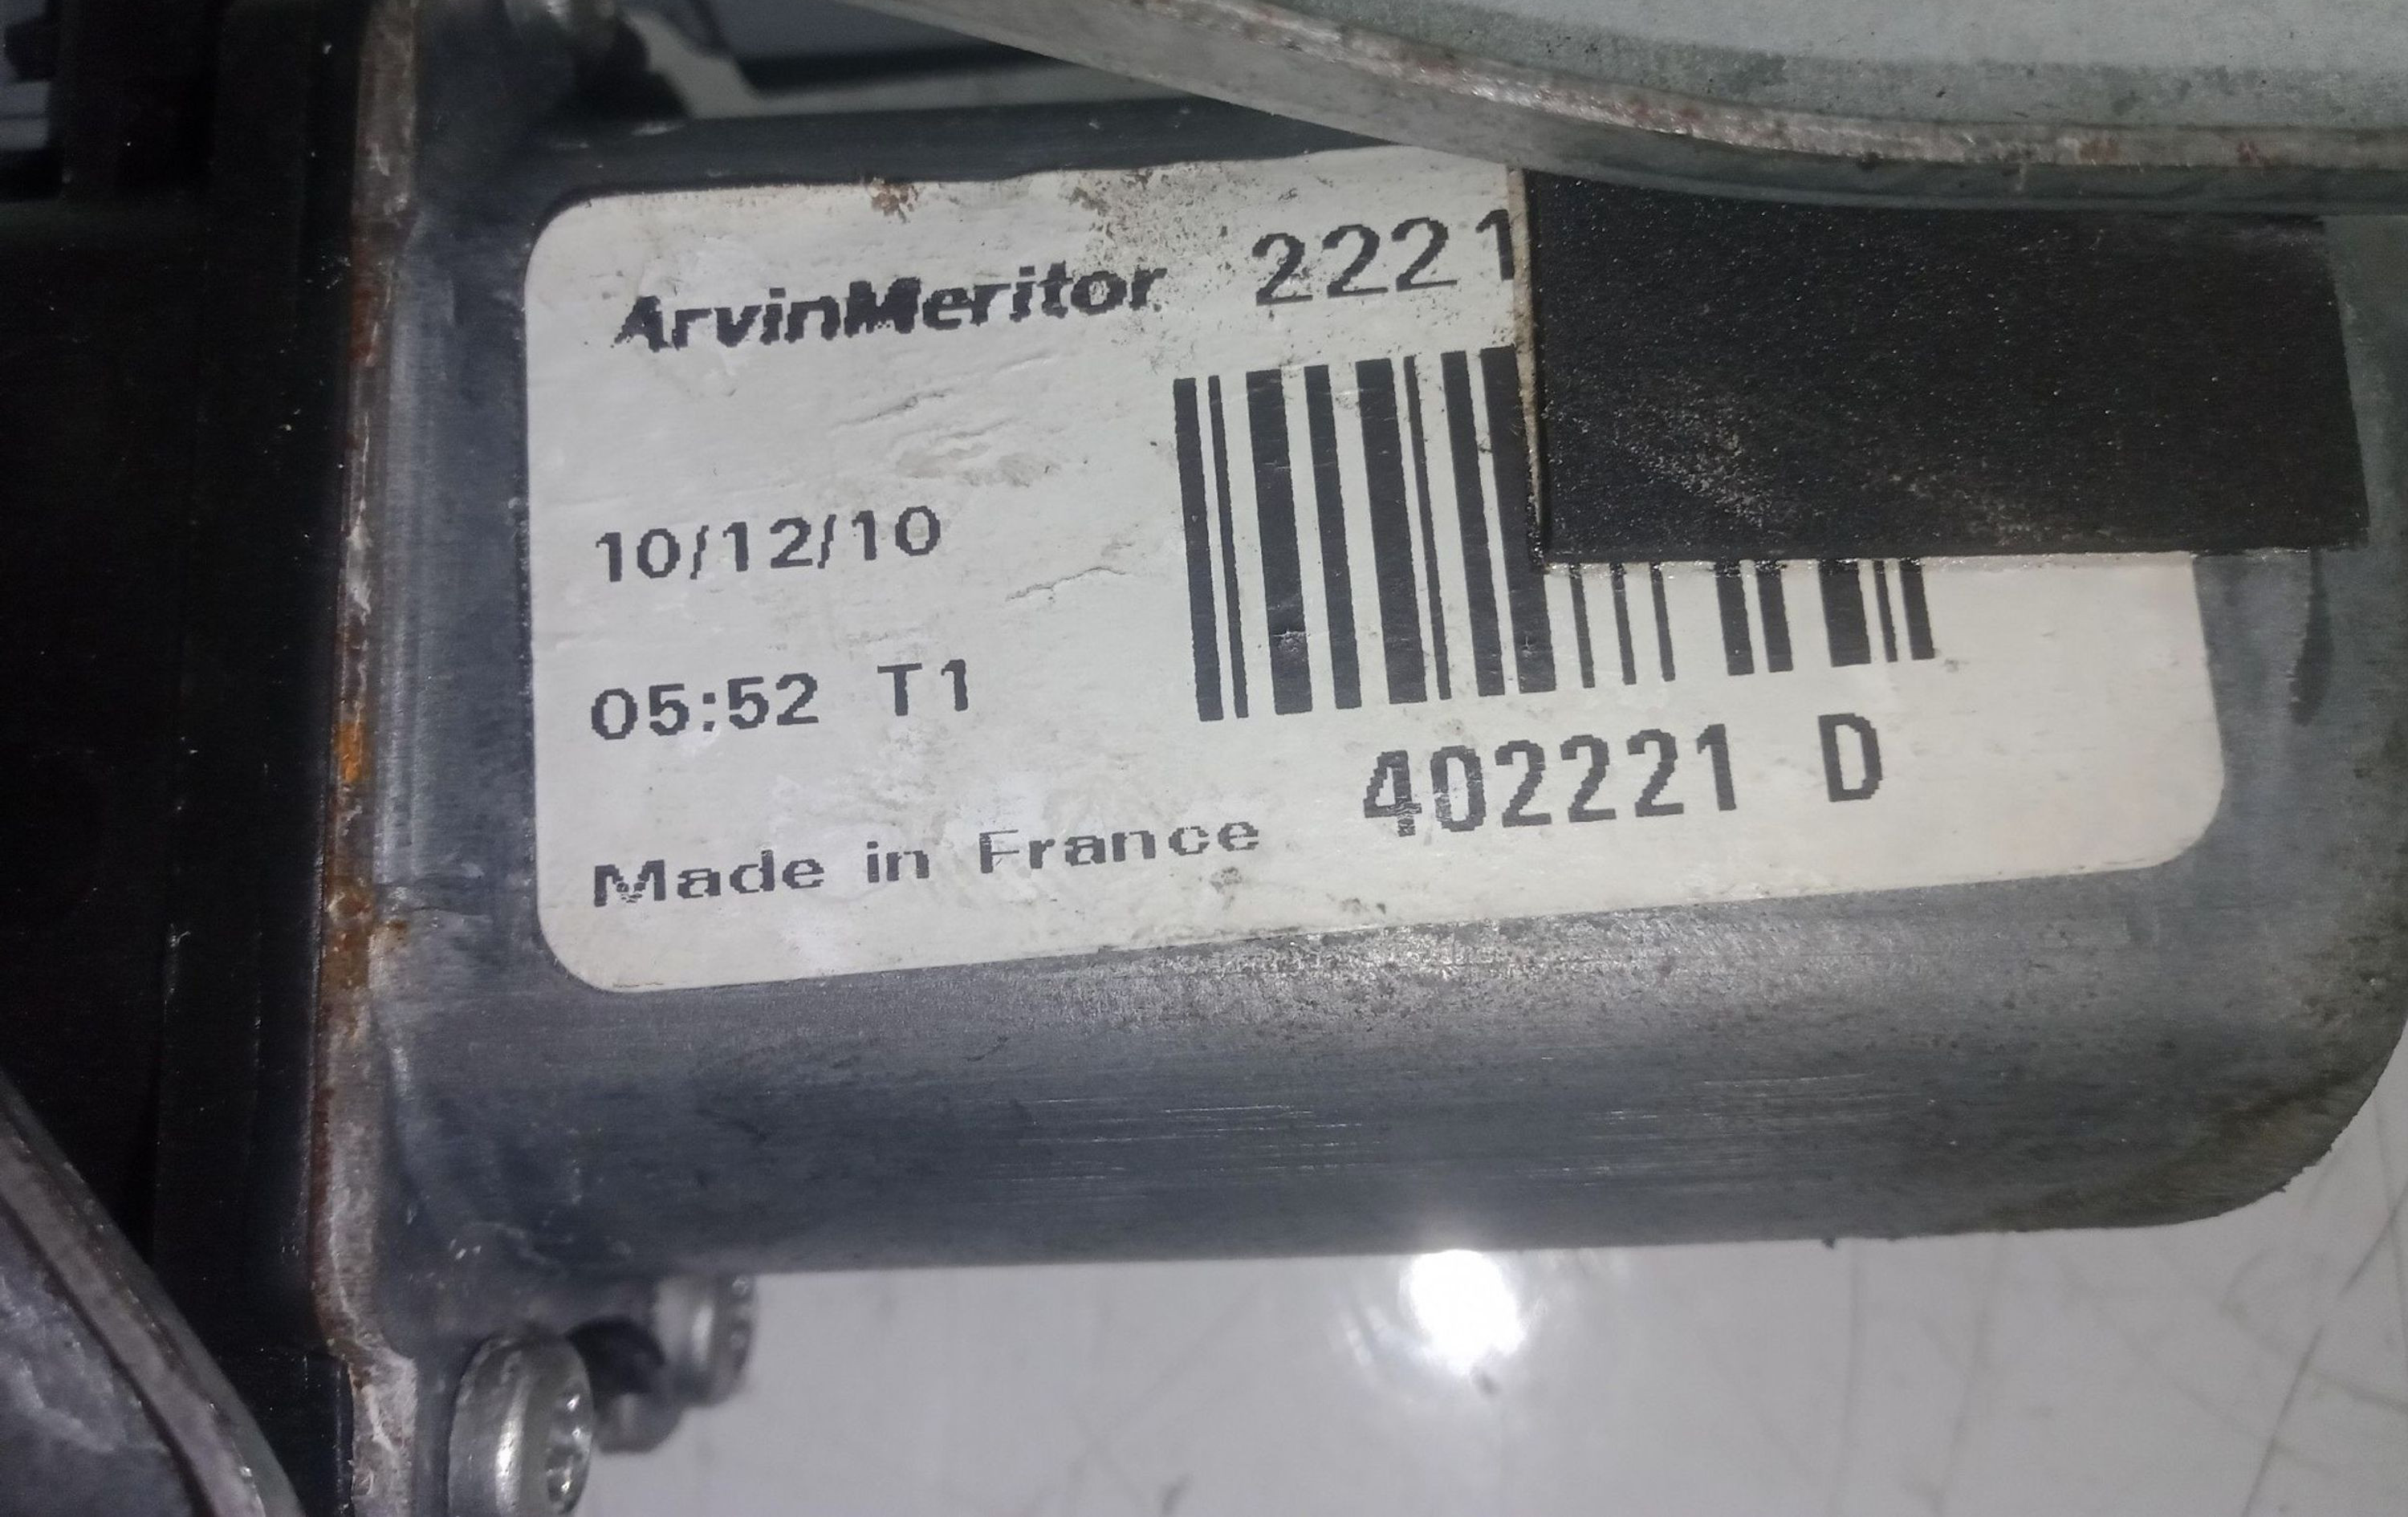 ArvinMeritor 2221
10/12/10
05:52 T1
402221 D
Made in France